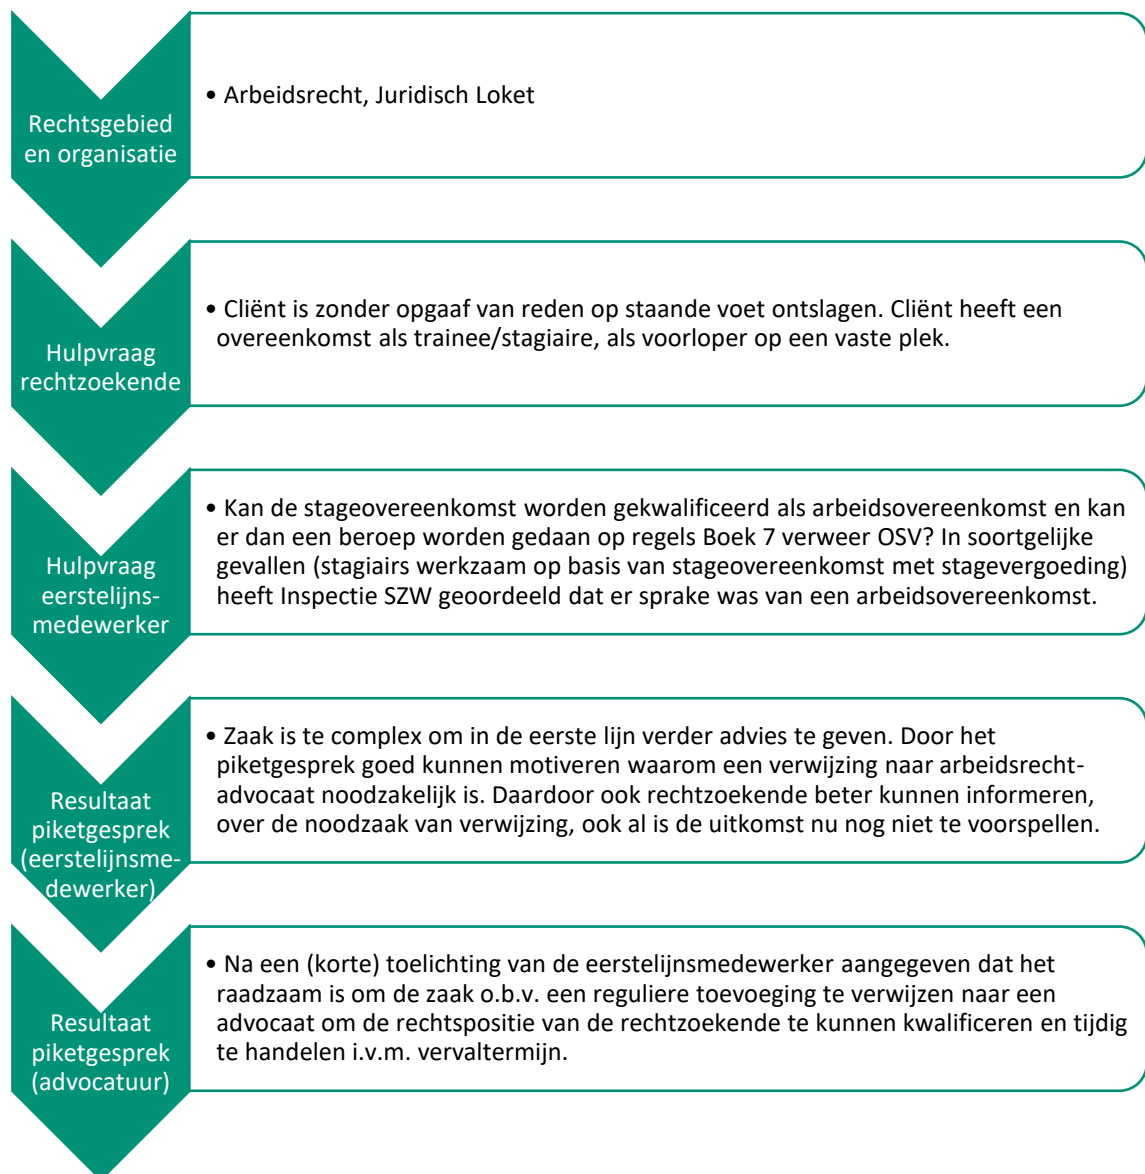 Rechtsgebied
en organisatie
• Arbeidsrecht, Juridisch Loket
Hulpvraag
rechtzoekende
• Cliënt is zonder opgaaf van reden op staande voet ontslagen. Cliënt heeft een
overeenkomst als trainee/stagiaire, als voorloper op een vaste plek.
Hulpvraag
eerstelijns-
medewerker
• Kan de stageovereenkomst worden gekwalificeerd als arbeidsovereenkomst en kan
er dan een beroep worden gedaan op regels Boek 7 verweer OSV? In soortgelijke
gevallen (stagiairs werkzaam op basis van stageovereenkomst met stagevergoeding)
heeft Inspectie SZW geoordeeld dat er sprake was van een arbeidsovereenkomst.
Resultaat
piketgesprek
(eerstelijnsme-
dewerker)
• Zaak is te complex om in de eerste lijn verder advies te geven. Door het
piketgesprek goed kunnen motiveren waarom een verwijzing naar arbeidsrecht-
advocaat noodzakelijk is. Daardoor ook rechtzoekende beter kunnen informeren,
over de noodzaak van verwijzing, ook al is de uitkomst nu nog niet te voorspellen.
Resultaat
piketgesprek
(advocatuur)
• Na een (korte) toelichting van de eerstelijnsmedewerker aangegeven dat het
raadzaam is om de zaak o.b.v. een reguliere toevoeging te verwijzen naar een
advocaat om de rechtspositie van de rechtzoekende te kunnen kwalificeren en tijdig
te handelen i.v.m. vervaltermijn.